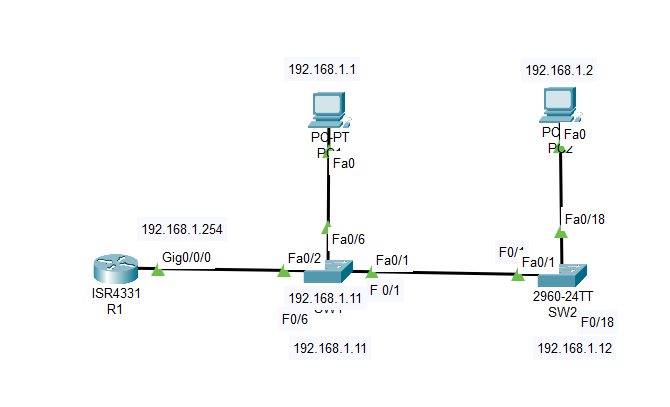 192.168.1.1
192.168.1.2
PC-PT
PC1
Fa0
PC
PC2
Fa0
192.168.1.254
Gig0/0/0
Fa0/2
Fa0/6
Fa0/1
F 0/1
F0/1
Fa0/1
Fa0/18
ISR4331
R1
192.168.1.11
SW1
F0/6
192.168.1.11
2960-24TT
SW2
F0/18
192.168.1.12